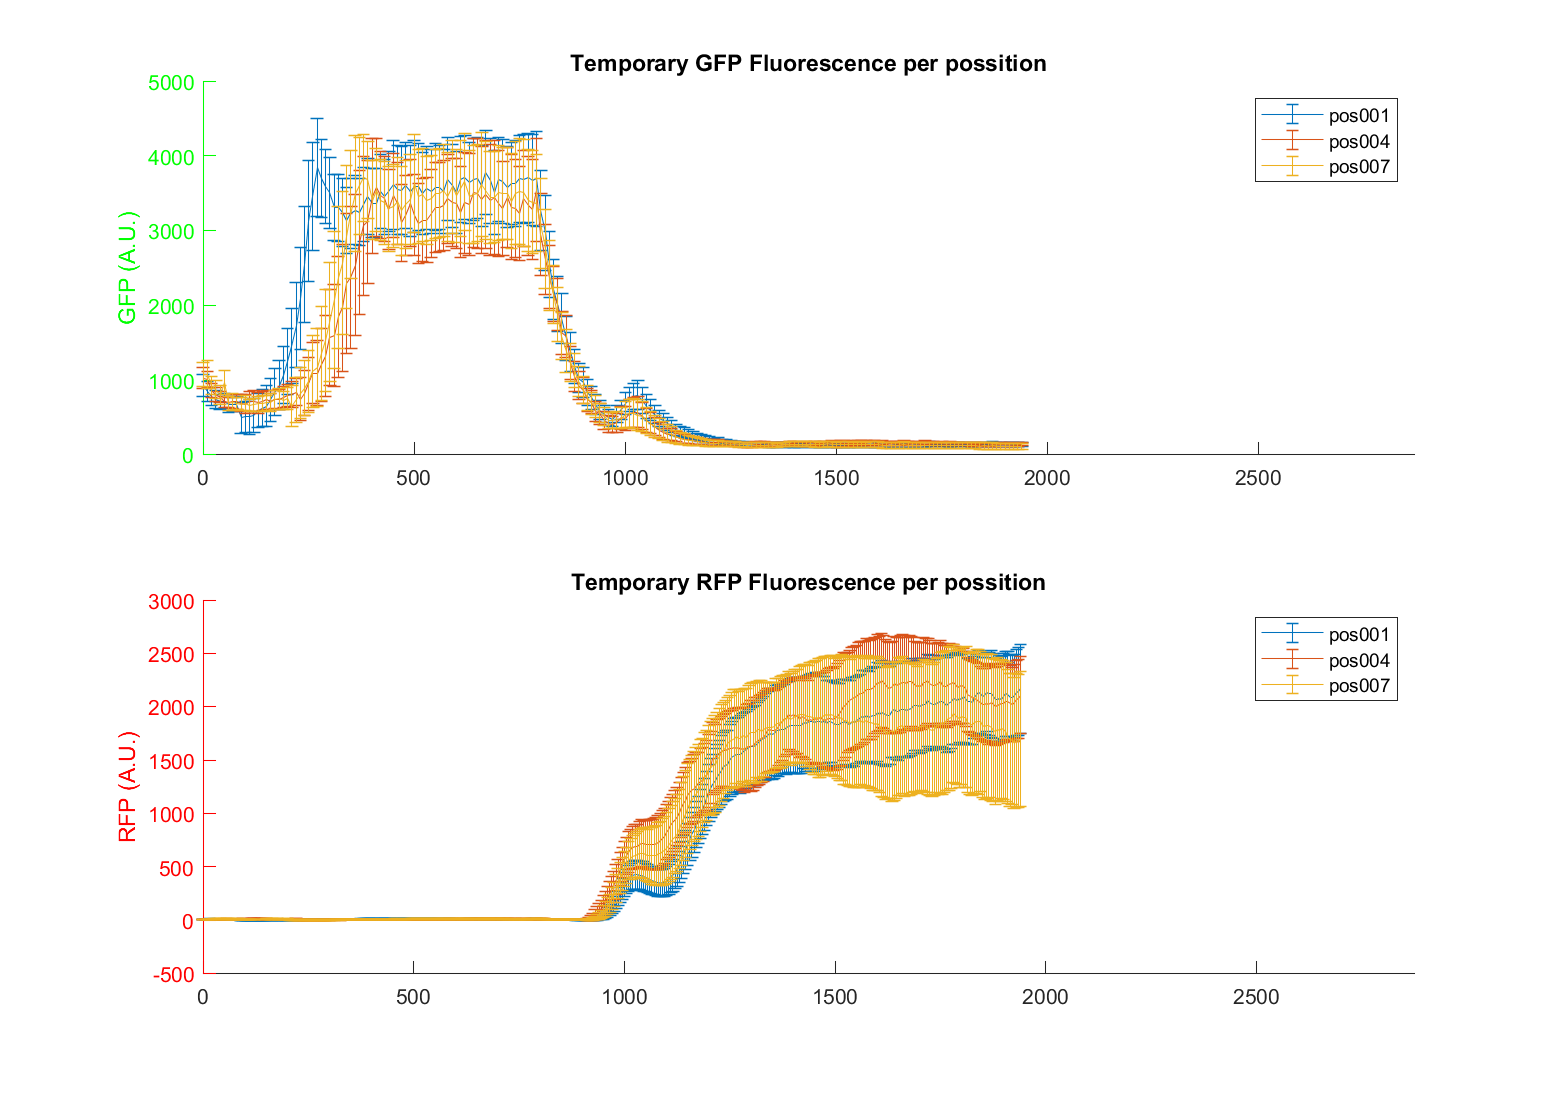 Temporary GFP Fluorescence per possition
GFP (A.U.)
5000
4000
3000
2000
1000
0
0 500 1000 1500 2000 2500
pos001
pos004
pos007
Temporary RFP Fluorescence per possition
RFP (A.U.)
3000
2500
2000
1500
1000
500
0
-500
0 500 1000 1500 2000 2500
pos001
pos004
pos007